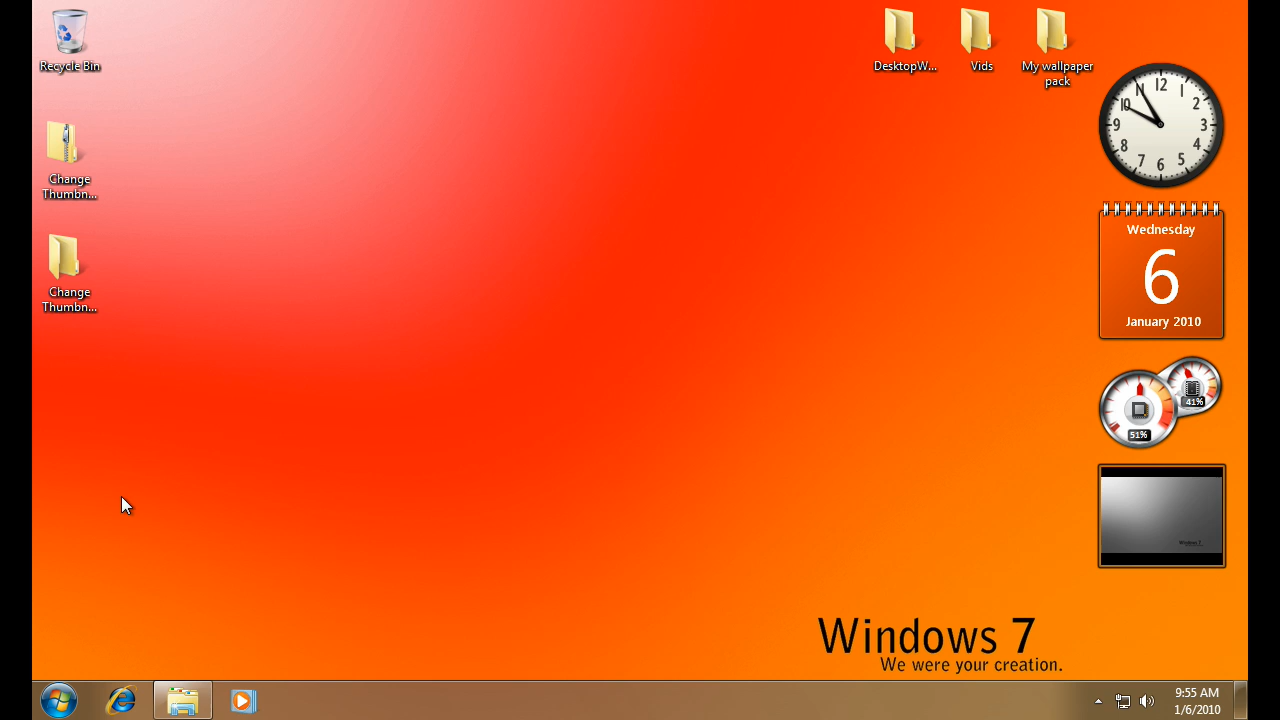 Recycle Bin
Change
Thumbn...
Change
Thumbn...
DesktopW...
Vids
My wallpaper
pack
12
1
2
3
4
5
6
7
8
9
10
11
Wednesday
6
January 2010
41%
51%
Windows 7
Windows 7
We were your creation.
9:55 AM
1/6/2010